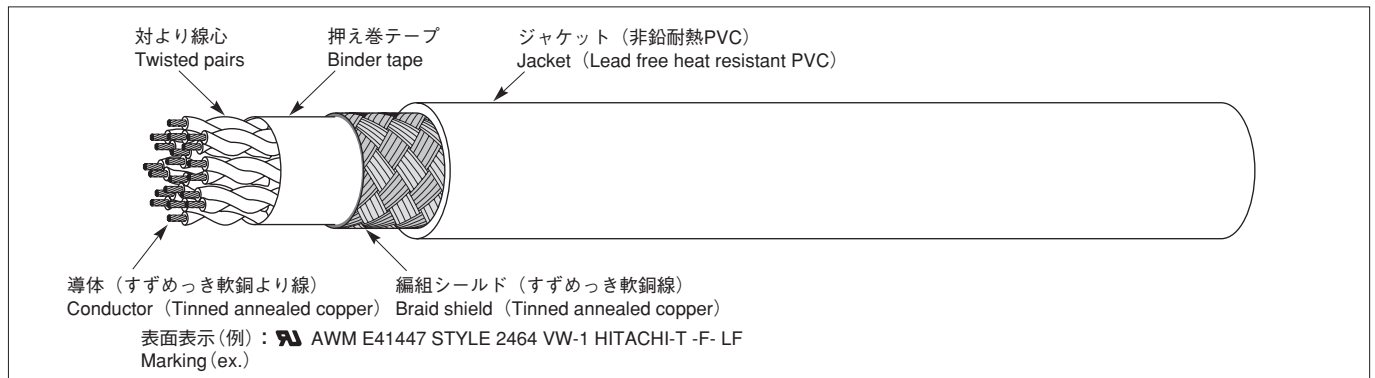 対より線心
Twisted pairs
押え巻テープ
Binder tape
ジャケット（非鉛耐熱PVC）
Jacket（Lead free heat resistant PVC）
導体（すずめっき軟銅より線）
Conductor（Tinned annealed copper）
編組シールド（すずめっき軟銅線）
Braid shield（Tinned annealed copper）
表面表示（例）： AWM E41447 STYLE 2464 VW-1 HITACHI-T -F- LF
Marking（ex.）